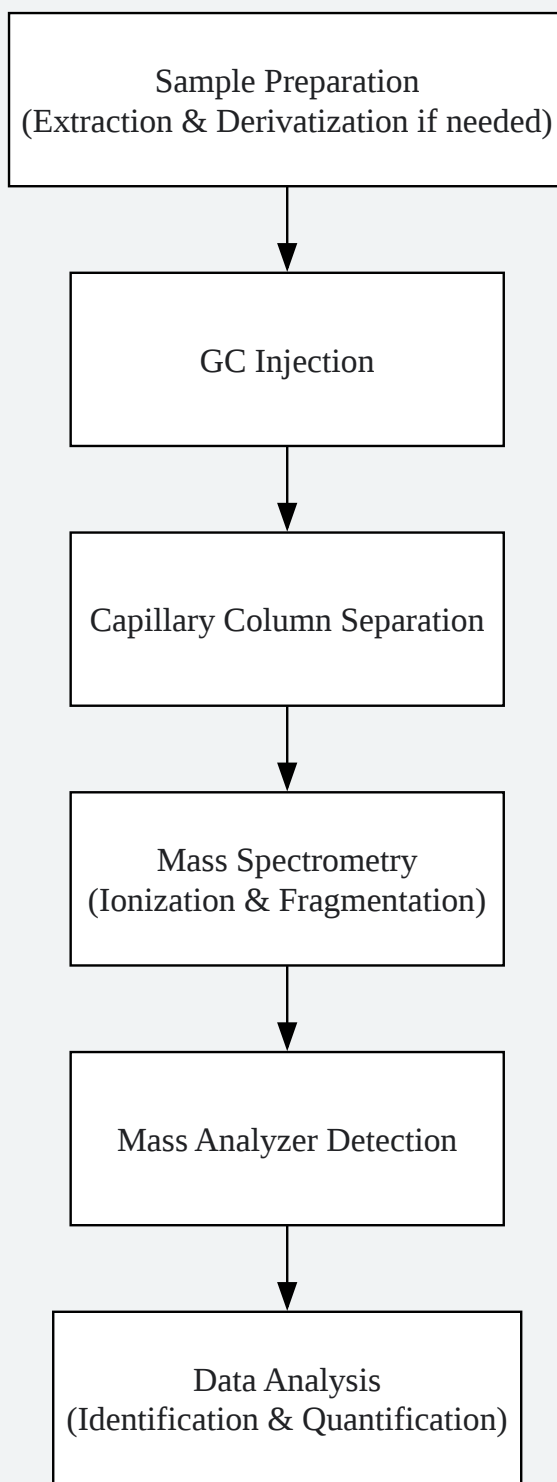 Sample Preparation
(Extraction & Derivatization if needed)
GC Injection
Capillary Column Separation
Mass Spectrometry
(Ionization & Fragmentation)
Mass Analyzer Detection
Data Analysis
(Identification & Quantification)